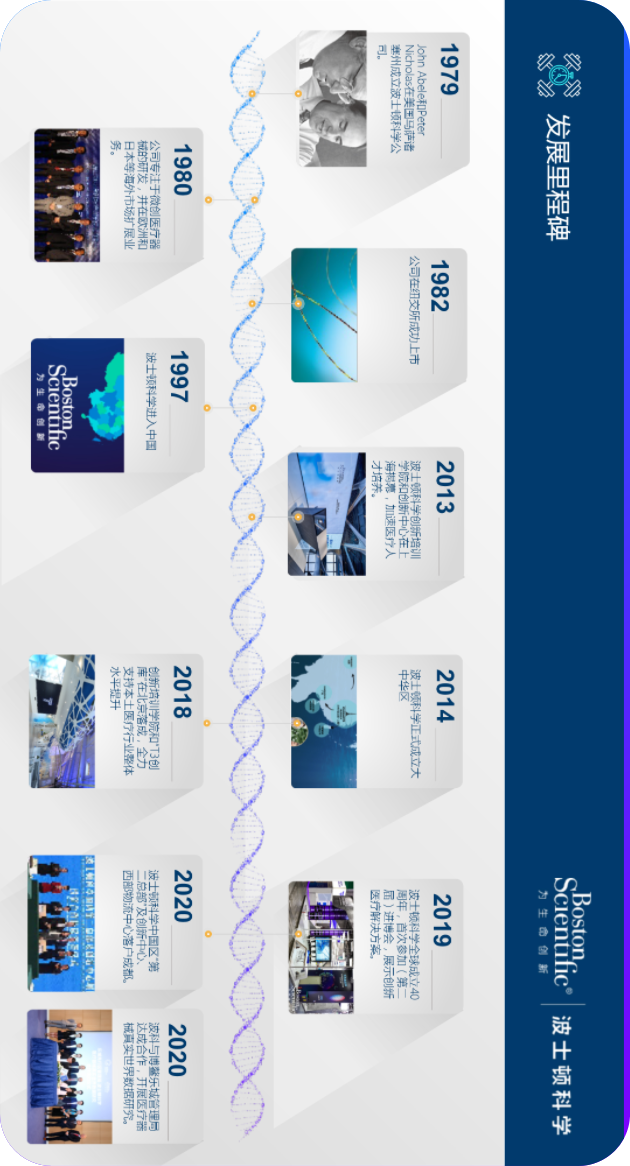 发展里程碑
Boston
Scientific®
为生命创新
波士顿科学
1979
John Abele和Peter
Nicholas在美国马萨诸
塞州成立波士顿科学公
司。
1980
公司专注于微创医疗器
械的研发，并在欧洲和
日本等海外市场扩展业
务。
1982
公司在纽交所成功上市
1997
波士顿科学进入中国
Boston
Scientific
为生命创新
2013
波士顿科学创新培训
学院和创新中心在上
海揭幕，加速医疗人
才培养。
2014
波士顿科学正式成立大
中华区
2018
创新培训学院和“T3创
库”在北京落成，全力
支持本土医疗行业整体
水平提升
2019
波士顿科学全球成立40
周年，首次参加（第二
届）进博会，展示创新
医疗解决方案。
2020
波士顿科学中国区“第
二总部”及创新中心、
西部物流中心落户成都。
2020
波科与博鳌乐城管理局
达成合作，开展医疗器
械真实世界数据研究。